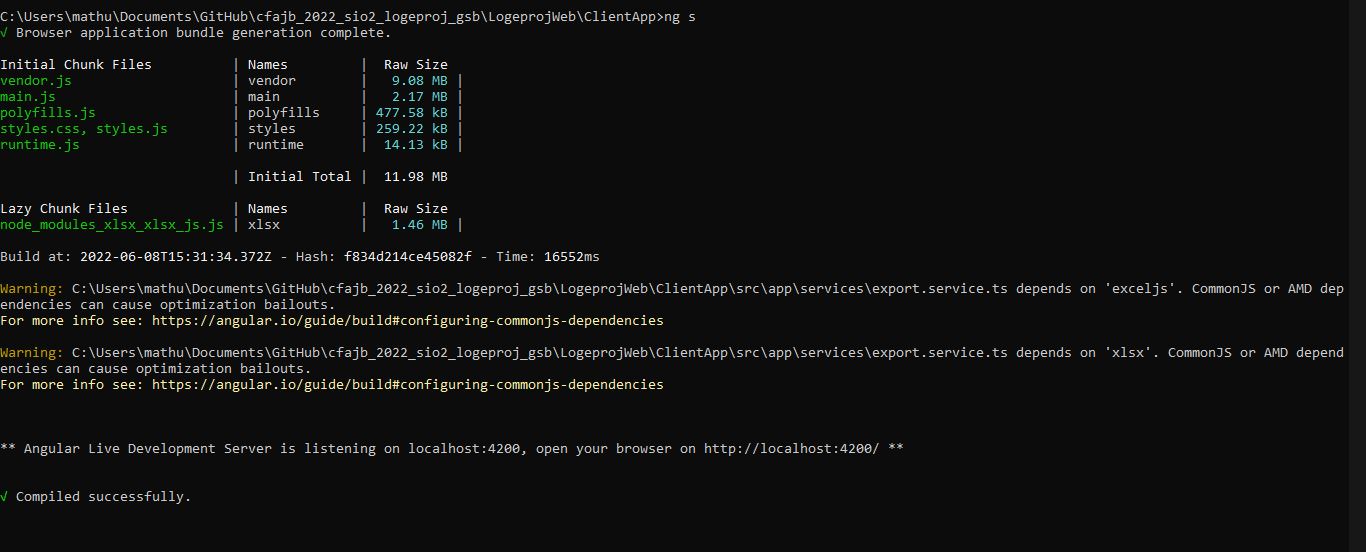 C:\Users\mathu\Documents\GitHub\cfajb_2022_sio2_logeproj_gsb\LogeprojWeb\ClientApp>ng s
√ Browser application bundle generation complete.
Initial Chunk Files | Names | Raw Size
vendor.js | vendor | 9.08 MB |
main.js | main | 2.17 MB |
polyfills.js | polyfills | 477.58 kB |
styles.css, styles.js | styles | 259.22 kB |
runtime.js | runtime | 14.13 kB |
| Initial Total | 11.98 MB
Lazy Chunk Files | Names | Raw Size
node_modules_xlsx_xlsx_js.js | xlsx | 1.46 MB |
Build at: 2022-06-08T15:31:34.372Z - Hash: f834d214ce45082f - Time: 16552ms
Warning: C:\Users\mathu\Documents\GitHub\cfajb_2022_sio2_logeproj_gsb\LogeprojWeb\ClientApp\src\app\services\export.service.ts depends on 'exceljs'. CommonJS or AMD dep
endencies can cause optimization bailouts.
For more info see: https://angular.io/guide/build#configuring-commonjs-dependencies
Warning: C:\Users\mathu\Documents\GitHub\cfajb_2022_sio2_logeproj_gsb\LogeprojWeb\ClientApp\src\app\services\export.service.ts depends on 'xlsx'. CommonJS or AMD depend
encies can cause optimization bailouts.
For more info see: https://angular.io/guide/build#configuring-commonjs-dependencies
** Angular Live Development Server is listening on localhost:4200, open your browser on http://localhost:4200/ **
√ Compiled successfully.